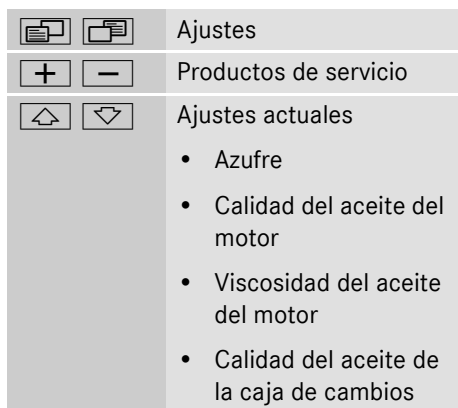 Ajustes
+ − Productos de servicio
Ajustes actuales
• Azufre
• Calidad del aceite del
motor
• Viscosidad del aceite
del motor
• Calidad del aceite de
la caja de cambios